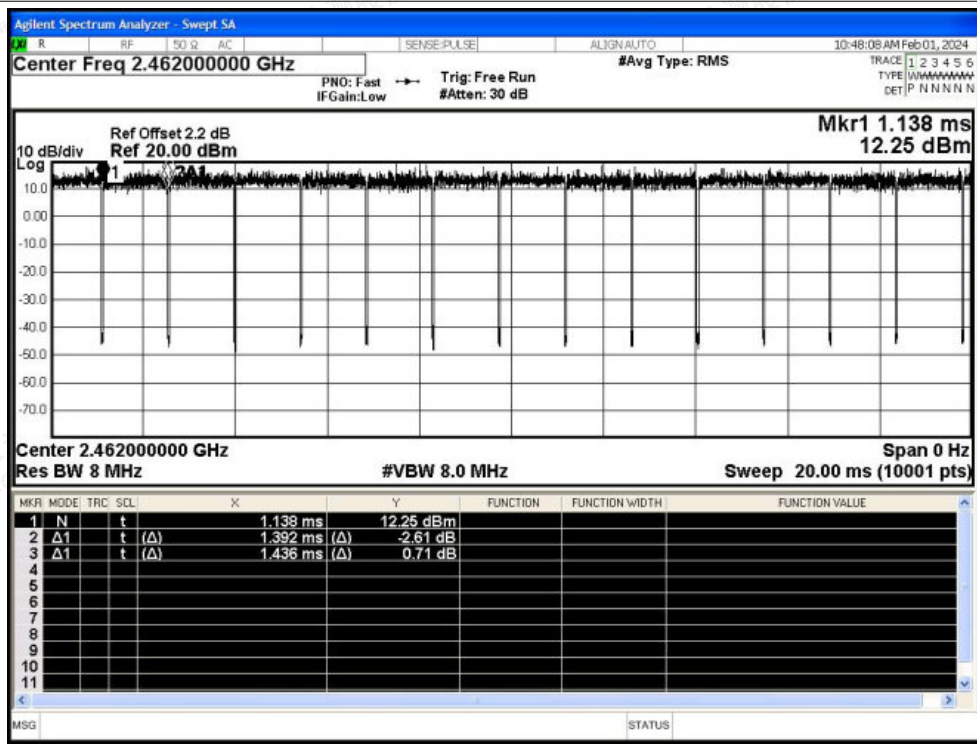 Agilent Spectrum Analyzer - Swept SA
LXI R RF 50 Ω AC SENSE:PULSE ALIGNAUTO 10:48:08 AM Feb 01, 2024
Center Freq 2.462000000 GHz #Avg Type: RMS TRACE 1 2 3 4 5 6
PNO: Fast Trig: Free Run TYPE WWWWWW
IFGain:Low #Atten: 30 dB DET P N N N N N
Mkr1 1.138 ms
Ref Offset 2.2 dB
10 dB/div Ref 20.00 dBm 12.25 dBm
Log
1 3Δ1
10.0
0.00
-10.0
-20.0
-30.0
-40.0
-50.0
-60.0
-70.0
Center 2.462000000 GHz Span 0 Hz
Res BW 8 MHz #VBW 8.0 MHz Sweep 20.00 ms (10001 pts)
MKR MODE TRC SCL X Y FUNCTION FUNCTION WIDTH FUNCTION VALUE
1 N t 1.138 ms 12.25 dBm
2 Δ1 t (Δ) 1.392 ms (Δ) -2.61 dB
3 Δ1 t (Δ) 1.436 ms (Δ) 0.71 dB
4
5
6
7
8
9
10
11
MSG STATUS